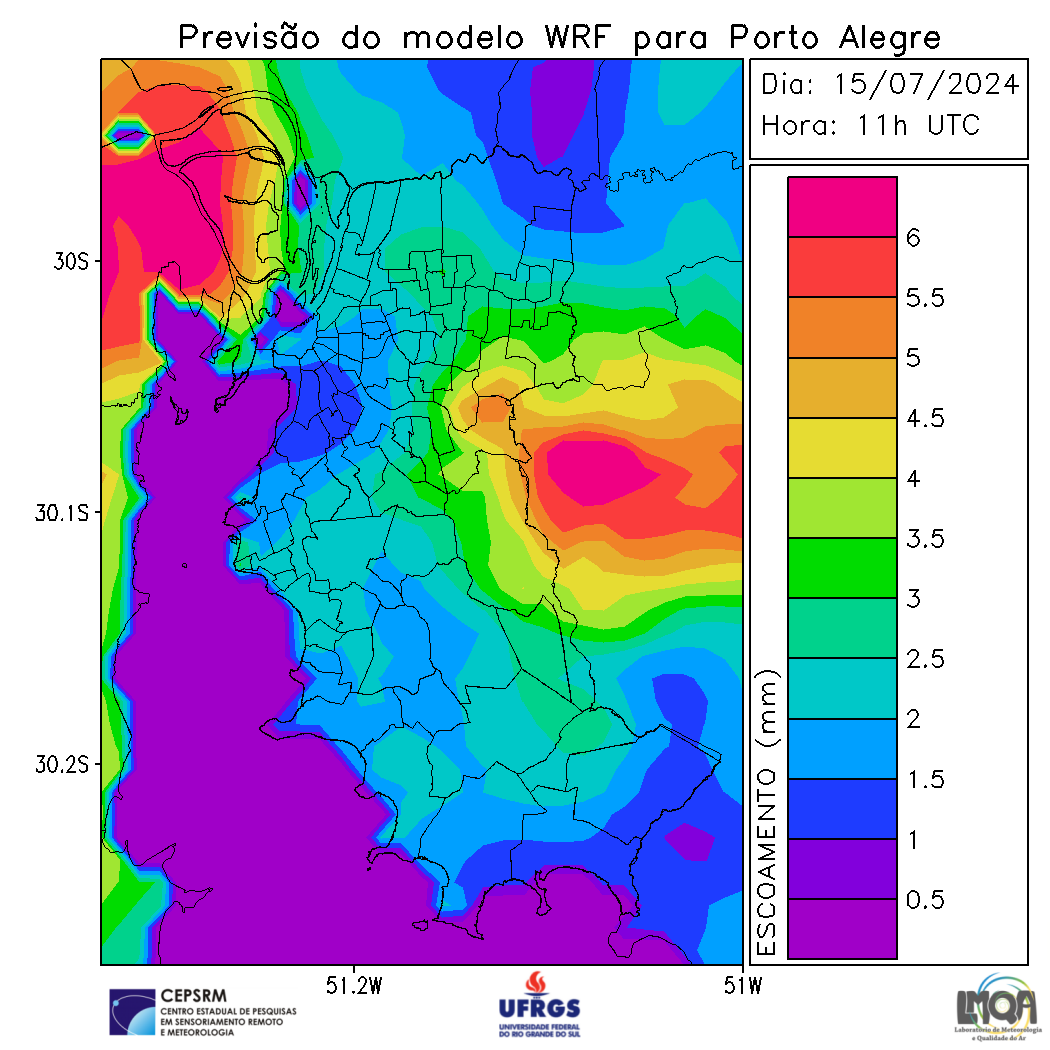 Previsão do modelo WRF para Porto Alegre
Dia: 15/07/2024
Hora: 11h UTC
30S
30.1S
30.2S
51.2W
51W
ESCOAMENTO (mm)
6
5.5
5
4.5
4
3.5
3
2.5
2
1.5
1
0.5
CEPSRM
CENTRO ESTADUAL DE PESQUISAS
EM SENSORIAMENTO REMOTO
E METEOROLOGIA
UFRGS
UNIVERSIDADE FEDERAL
DO RIO GRANDE DO SUL
LMQA
Laboratório de Meteorologia
e Qualidade do Ar